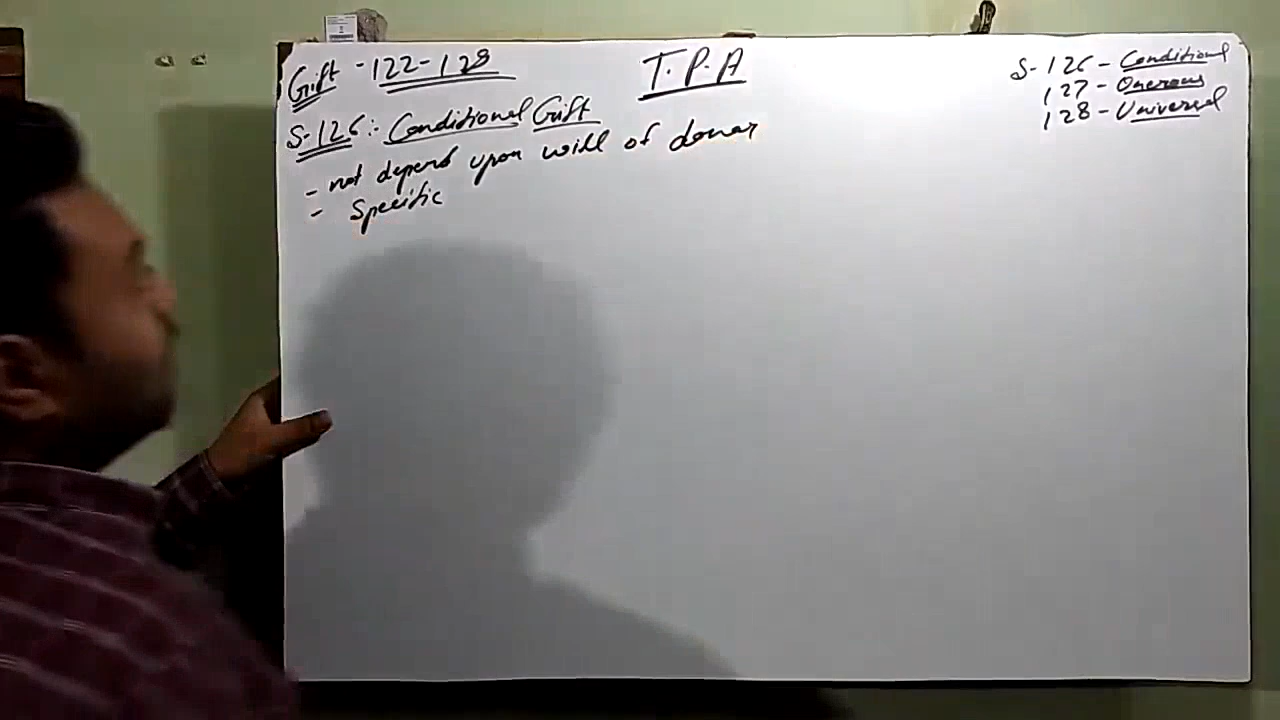 Gift - 122-128
T.P.A
S-126:- Conditional Gift
- not depend upon will of donor
- Specific
S-126 - Conditional
127 - Onerous
128 - Universal